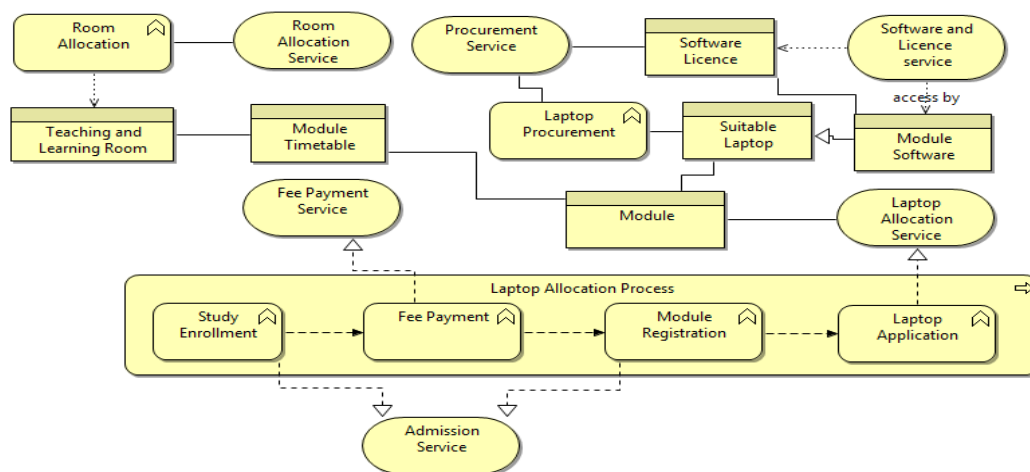 Room
Allocation
Room
Allocation
Service
Procurement
Service
Software
Licence
Software and
Licence
service
access by
Teaching and
Learning Room
Module
Timetable
Laptop
Procurement
Suitable
Laptop
Module
Software
Fee Payment
Service
Module
Laptop
Allocation
Service
Laptop Allocation Process
Study
Enrollment
Fee Payment
Module
Registration
Laptop
Application
Admission
Service